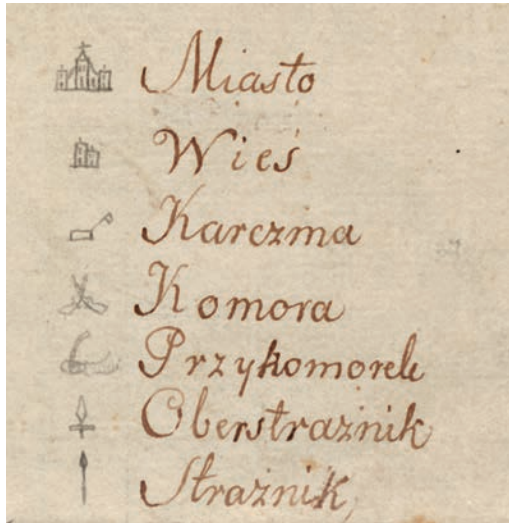 Miasto
Wieś
Karczma
Komora
Przykomorek
Oberstraznik
Straznik